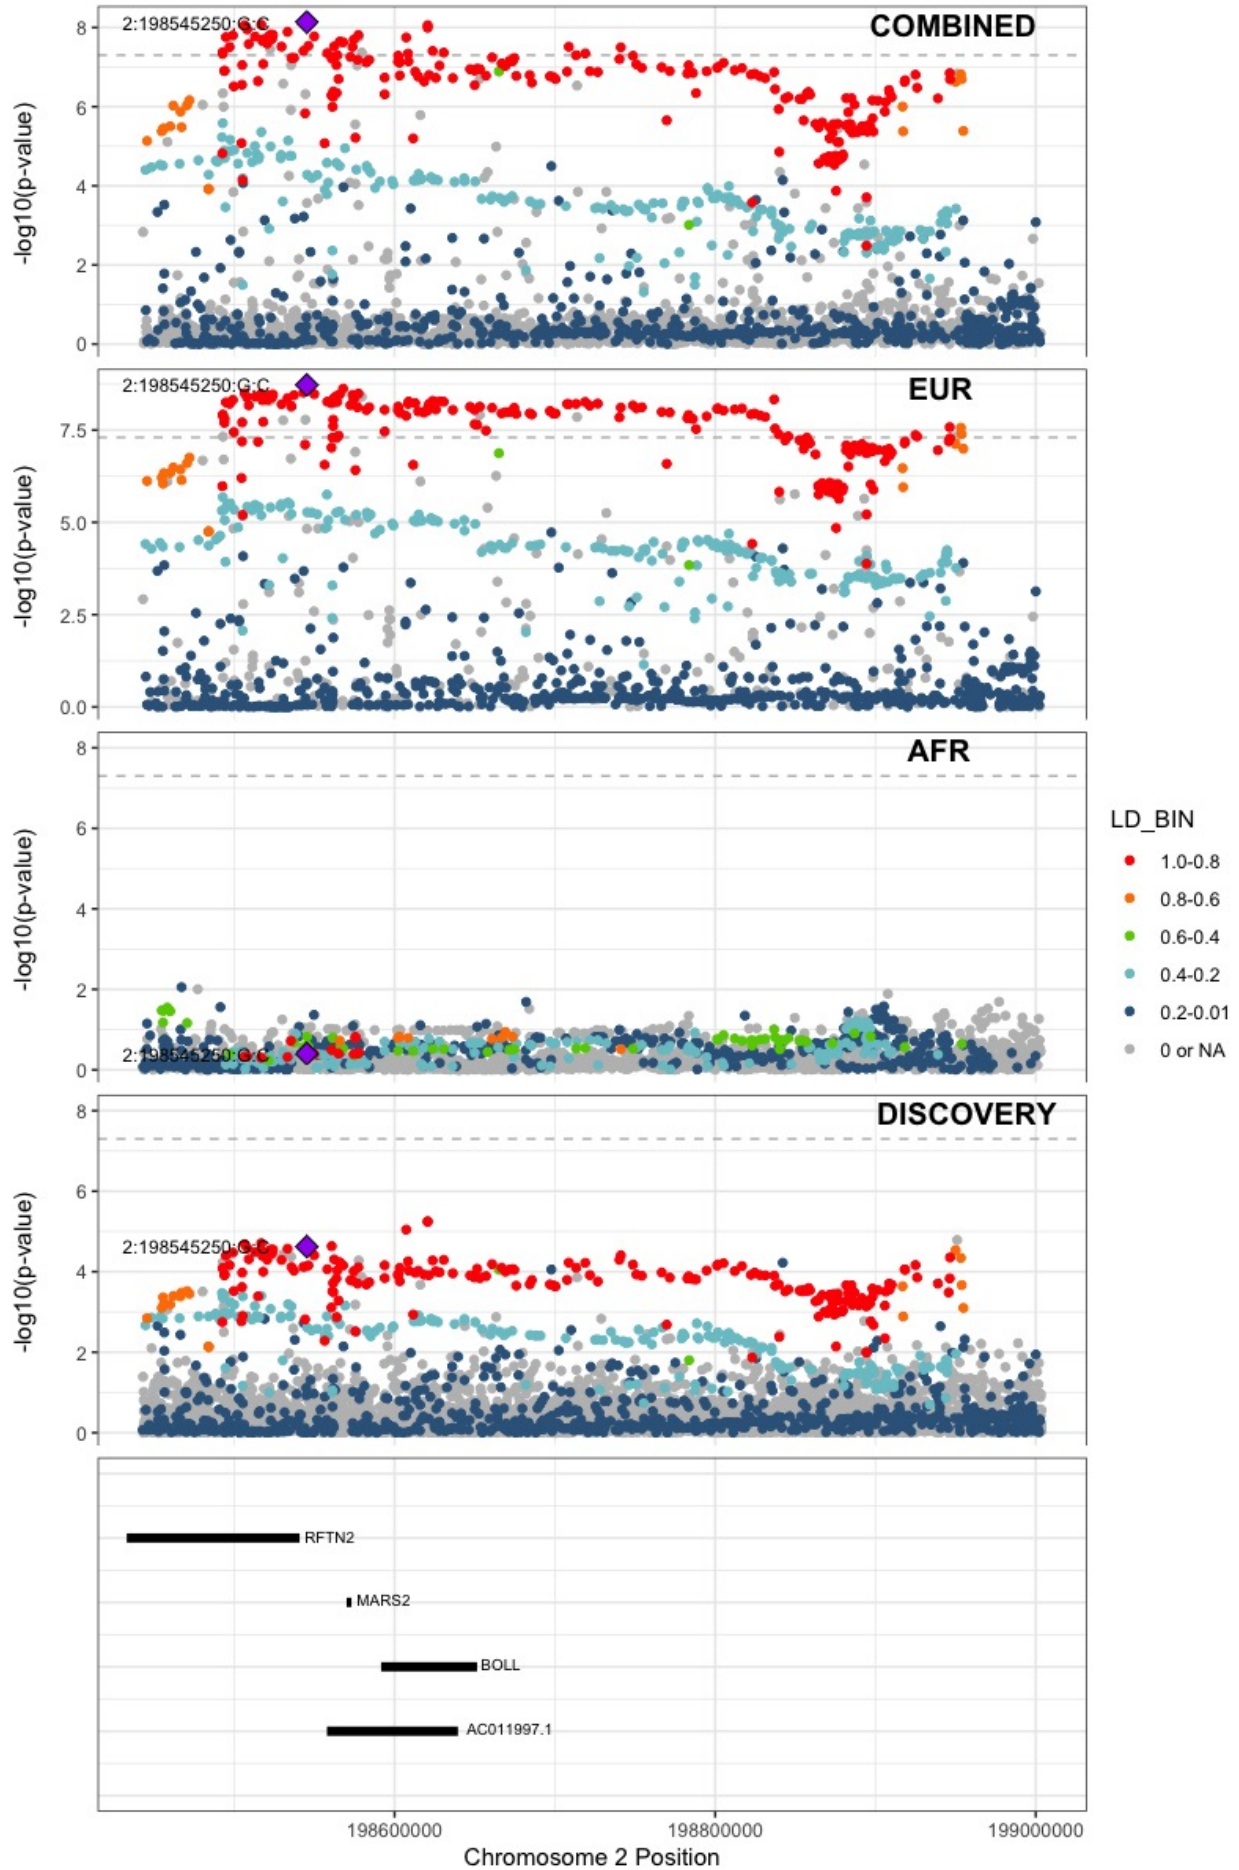 COMBINED
2:198545250:G:C
8
6
4
2
0
-log10(p-value)
EUR
2:198545250:G:C
7.5
5.0
2.5
0.0
-log10(p-value)
AFR
8
6
4
2
0
2:198545250:G:C
-log10(p-value)
LD_BIN
1.0-0.8
0.8-0.6
0.6-0.4
0.4-0.2
0.2-0.01
0 or NA
DISCOVERY
8
6
4
2
0
2:198545250:G:C
-log10(p-value)
RFTN2
MARS2
BOLL
AC011997.1
198600000 198800000 199000000
Chromosome 2 Position